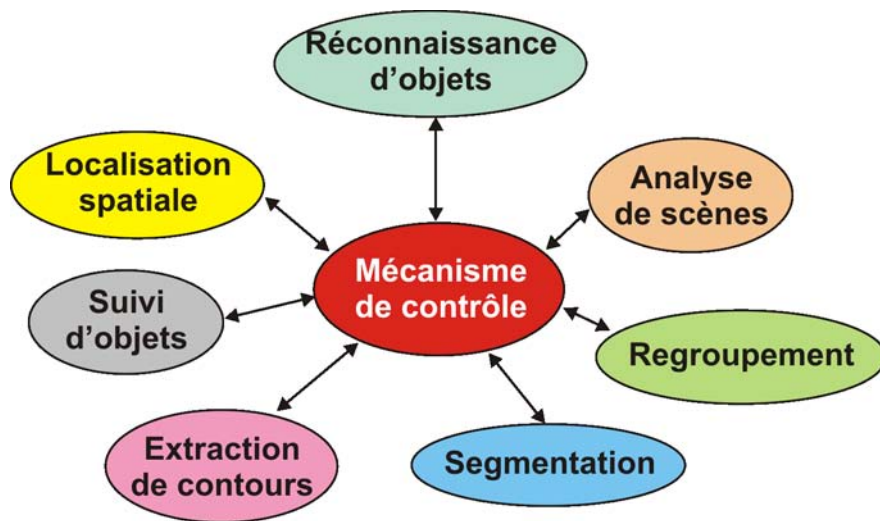 Réconnaissance
d'objets
Localisation
spatiale
Analyse
de scènes
Mécanisme
de contrôle
Suivi
d'objets
Regroupement
Extraction
de contours
Segmentation